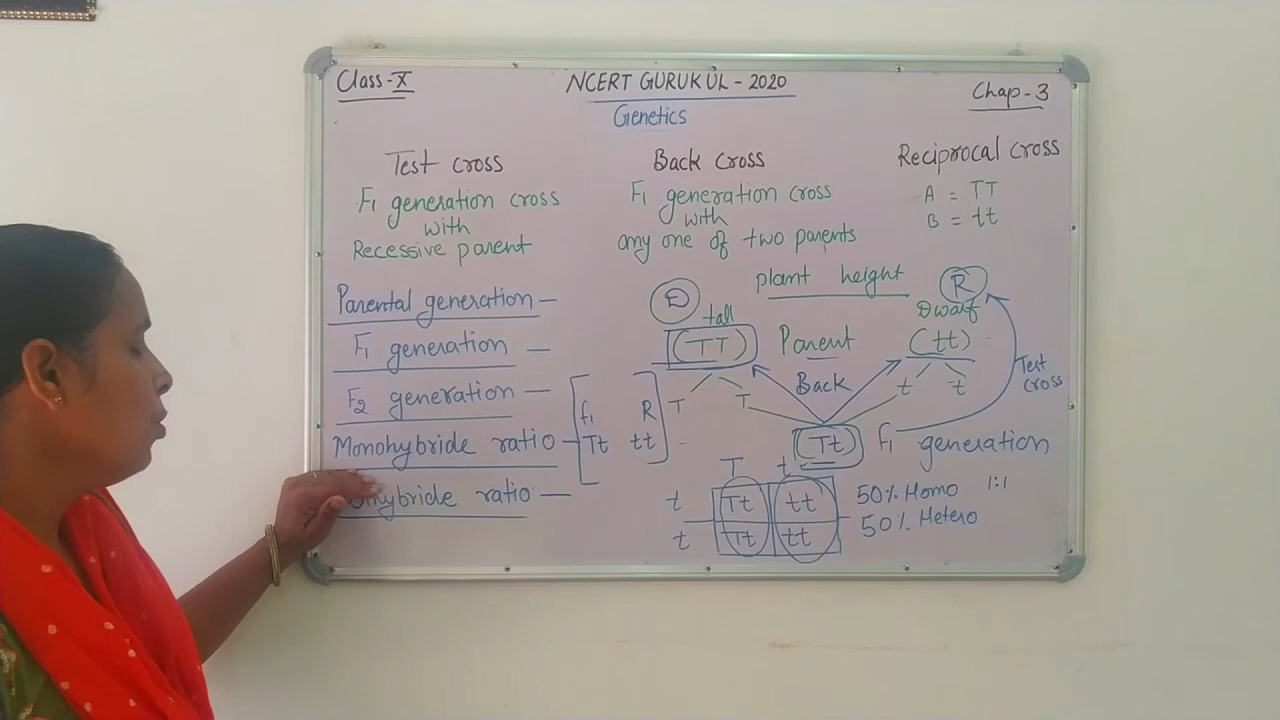 Class-X
NCERT GURUKUL - 2020
Chap-3
Genetics
Test cross
F1 generation cross
with
Recessive parent
Back cross
F1 generation cross
with
any one of two parents
Reciprocal cross
A = TT
B = tt
Parental generation —
F1 generation —
F2 generation —
Monohybride ratio —
hybride ratio —
f1 R
Tt tt
plant height
D
tall
(TT)
Parent
R
Dwarf
(tt)
T T
Back
t t
Test
cross
(Tt) F1 generation
T t
t Tt tt
t Tt tt
50% Homo 1:1
50% Hetero